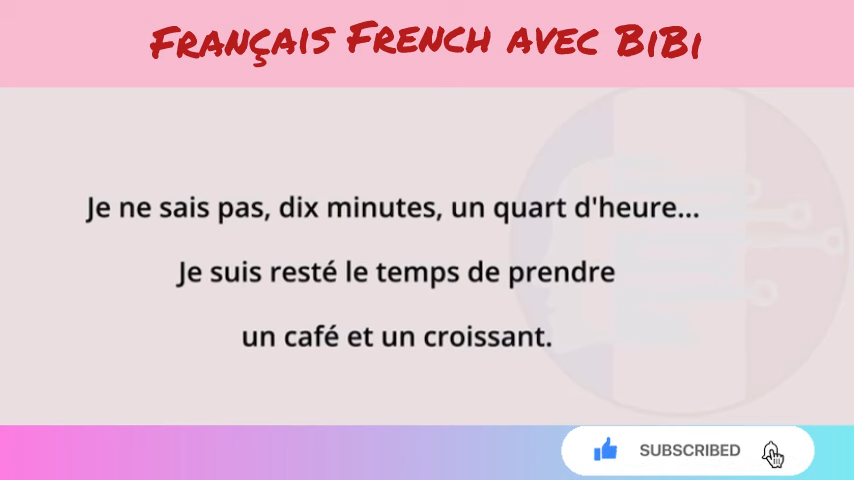 Français French avec BiBi
Je ne sais pas, dix minutes, un quart d'heure...
Je suis resté le temps de prendre
un café et un croissant.
SUBSCRIBED